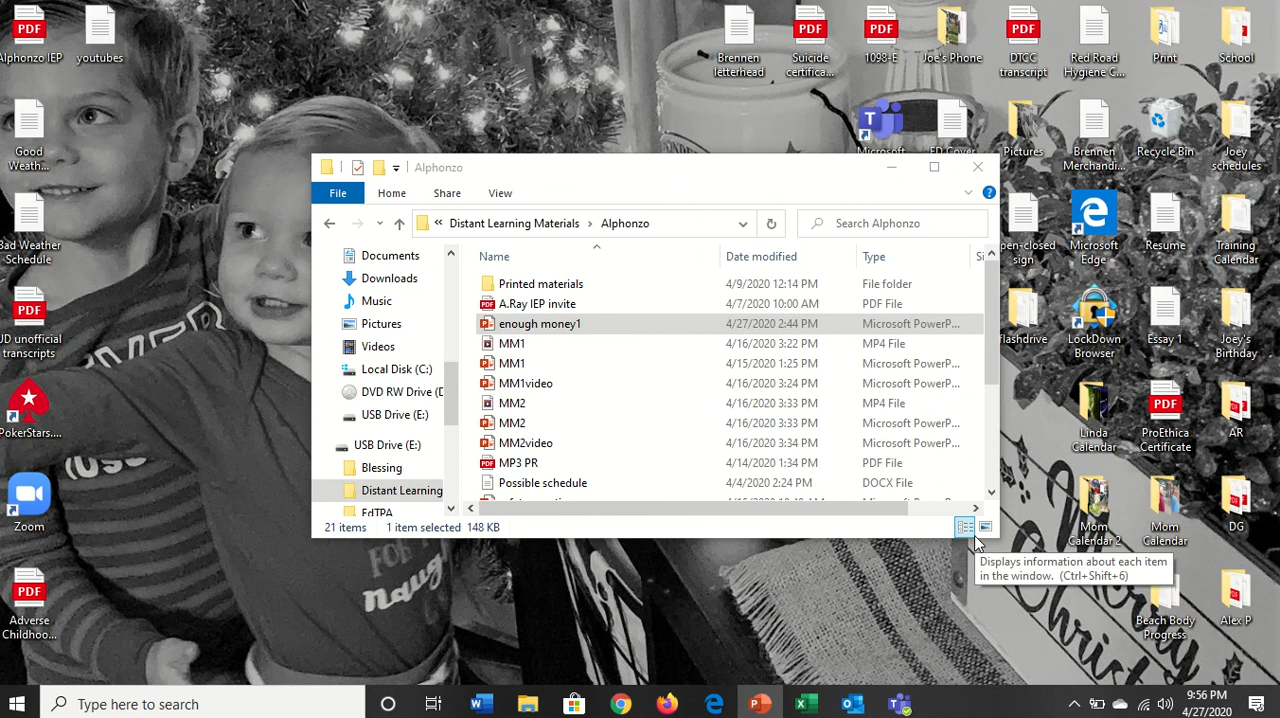 Alphonzo IEP
youtubes
Good
Weath...
Bad Weather
Schedule
JD unofficial
transcripts
PokerStars....
Zoom
Adverse
Childhoo...
Brennen
letterhead
Suicide
certifica...
1098-E
Joe's Phone
DTCC
transcript
Red Road
Hygiene C...
Print
School
Microsoft
ED Cover
Pictures
Brennen
Merchandi...
Recycle Bin
Joey
schedules
open-closed
sign
Microsoft
Edge
Resume
Training
Calendar
flashdrive
LockDown
Browser
Essay 1
Joey's
Birthday
Linda
Calendar
ProEthica
Certificate
AR
Mom
Calendar 2
Mom
Calendar
DG
Beach Body
Progress
Alex P
Alphonzo
File Home Share View
« Distant Learning Materials Alphonzo
Search Alphonzo
Documents
Downloads
Music
Pictures
Videos
Local Disk (C:)
DVD RW Drive (D
USB Drive (E:)
USB Drive (E:)
Blessing
Distant Learning
EdTPA
Name Date modified Type Si
Printed materials 4/9/2020 12:14 PM File folder
A.Ray IEP invite 4/7/2020 10:00 AM PDF File
enough money1 4/27/2020 2:44 PM Microsoft PowerP...
MM1 4/16/2020 3:22 PM MP4 File
MM1 4/15/2020 1:25 PM Microsoft PowerP...
MM1video 4/16/2020 3:24 PM Microsoft PowerP...
MM2 4/16/2020 3:33 PM MP4 File
MM2 4/16/2020 3:33 PM Microsoft PowerP...
MM2video 4/16/2020 3:34 PM Microsoft PowerP...
MP3 PR 4/14/2020 1:34 PM PDF File
Possible schedule 4/4/2020 2:24 PM DOCX File
21 items 1 item selected 148 KB
Displays information about each item
in the window. (Ctrl+Shift+6)
Merry
Christm
Type here to search
9:56 PM
4/27/2020